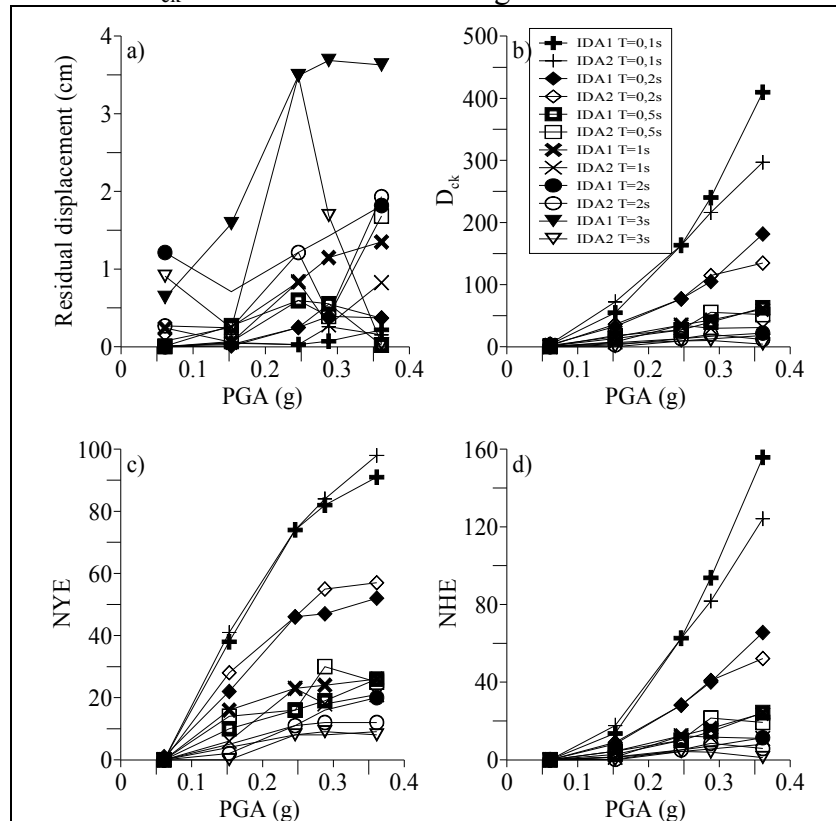 ck
a)
Residual displacement (cm)
4
3
2
1
0
0 0.1 0.2 0.3 0.4
PGA (g)
b)
D_ck
500
400
300
200
100
0
0 0.1 0.2 0.3 0.4
PGA (g)
IDA1 T=0,1s
IDA2 T=0,1s
IDA1 T=0,2s
IDA2 T=0,2s
IDA1 T=0,5s
IDA2 T=0,5s
IDA1 T=1s
IDA2 T=1s
IDA1 T=2s
IDA2 T=2s
IDA1 T=3s
IDA2 T=3s
c)
NYE
100
80
60
40
20
0
0 0.1 0.2 0.3 0.4
PGA (g)
d)
NHE
160
120
80
40
0
0 0.1 0.2 0.3 0.4
PGA (g)